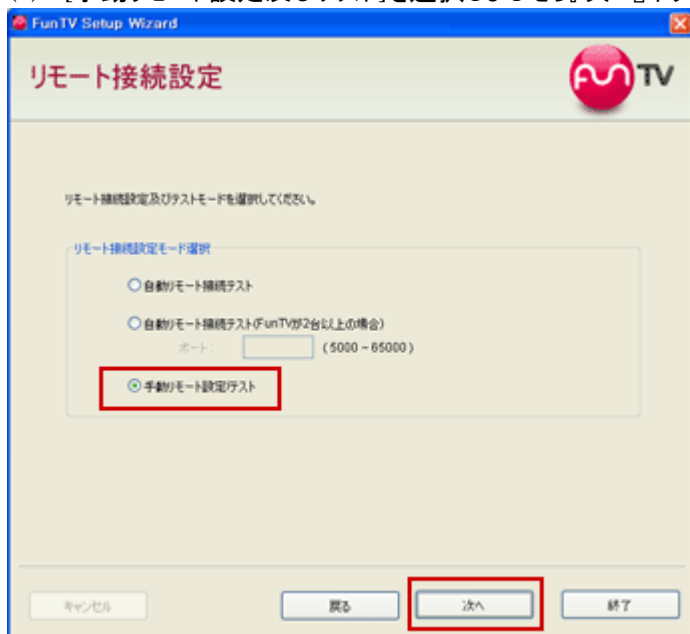 FunTV Setup Wizard
リモート接続設定
fun TV
リモート接続設定及びテストモードを選択してください。
リモート接続設定モード選択
自動リモート接続テスト
自動リモート接続テスト(FunTVが2台以上の場合)
ポート: (5000 ~ 65000)
手動リモート設定/テスト
キャンセル 戻る 次へ 終了